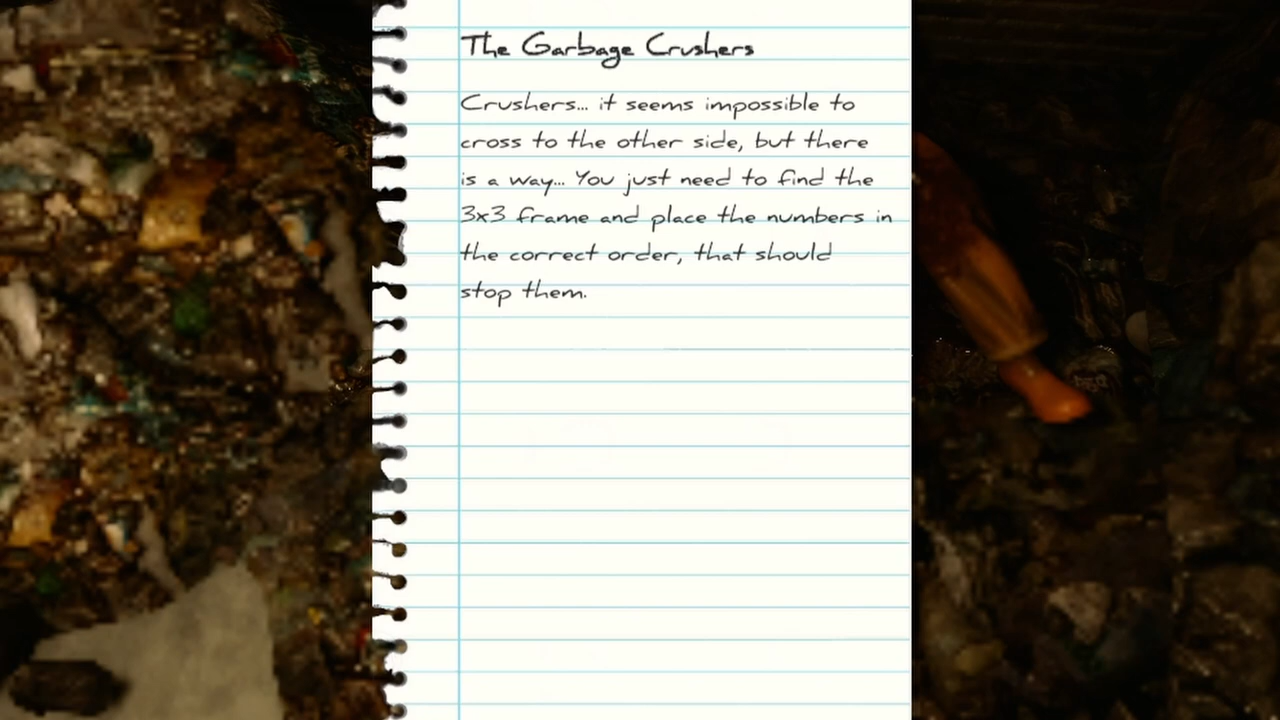 The Garbage Crushers
Crushers... it seems impossible to
cross to the other side, but there
is a way... You just need to find the
3x3 frame and place the numbers in
the correct order, that should
stop them.